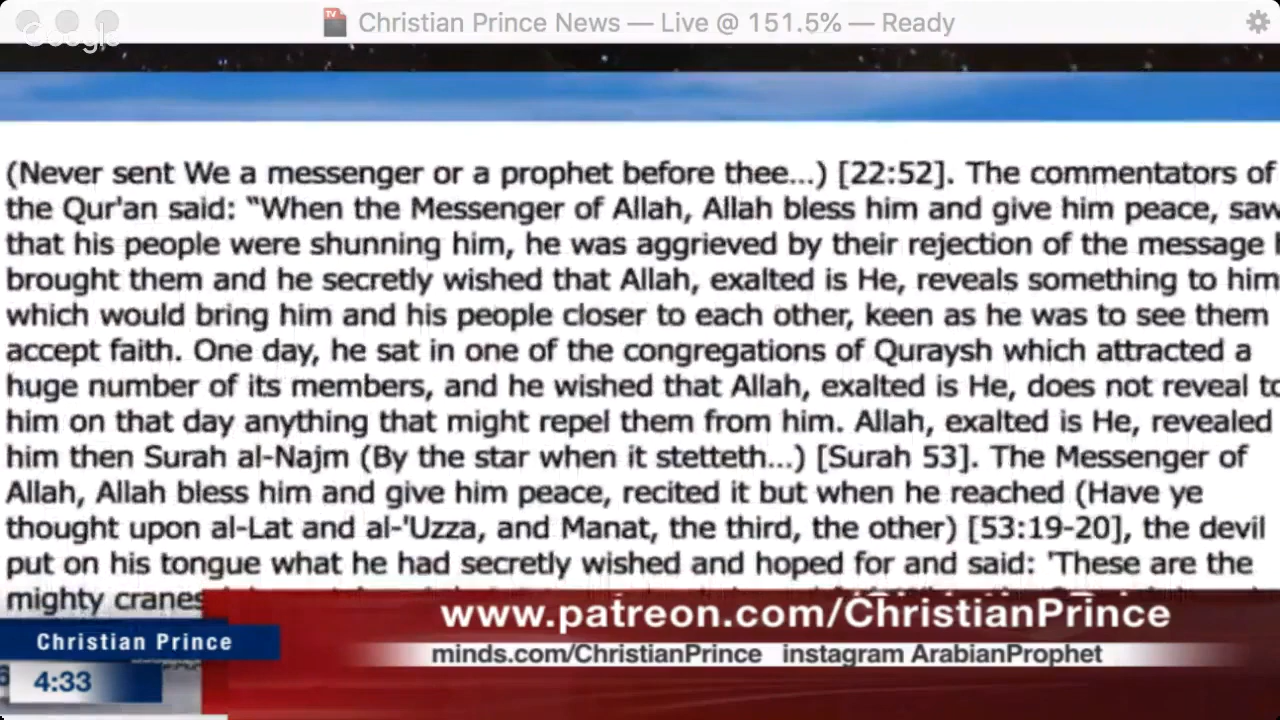 Christian Prince News — Live @ 151.5% — Ready
Google
(Never sent We a messenger or a prophet before thee...) [22:52]. The commentators of
the Qur'an said: “When the Messenger of Allah, Allah bless him and give him peace, saw
that his people were shunning him, he was aggrieved by their rejection of the message
brought them and he secretly wished that Allah, exalted is He, reveals something to him
which would bring him and his people closer to each other, keen as he was to see them
accept faith. One day, he sat in one of the congregations of Quraysh which attracted a
huge number of its members, and he wished that Allah, exalted is He, does not reveal to
him on that day anything that might repel them from him. Allah, exalted is He, revealed
him then Surah al-Najm (By the star when it stetteth...) [Surah 53]. The Messenger of
Allah, Allah bless him and give him peace, recited it but when he reached (Have ye
thought upon al-Lat and al-'Uzza, and Manat, the third, the other) [53:19-20], the devil
put on his tongue what he had secretly wished and hoped for and said: 'These are the
mighty cranes
www.patreon.com/ChristianPrince
Christian Prince
minds.com/ChristianPrince instagram ArabianProphet
4:33